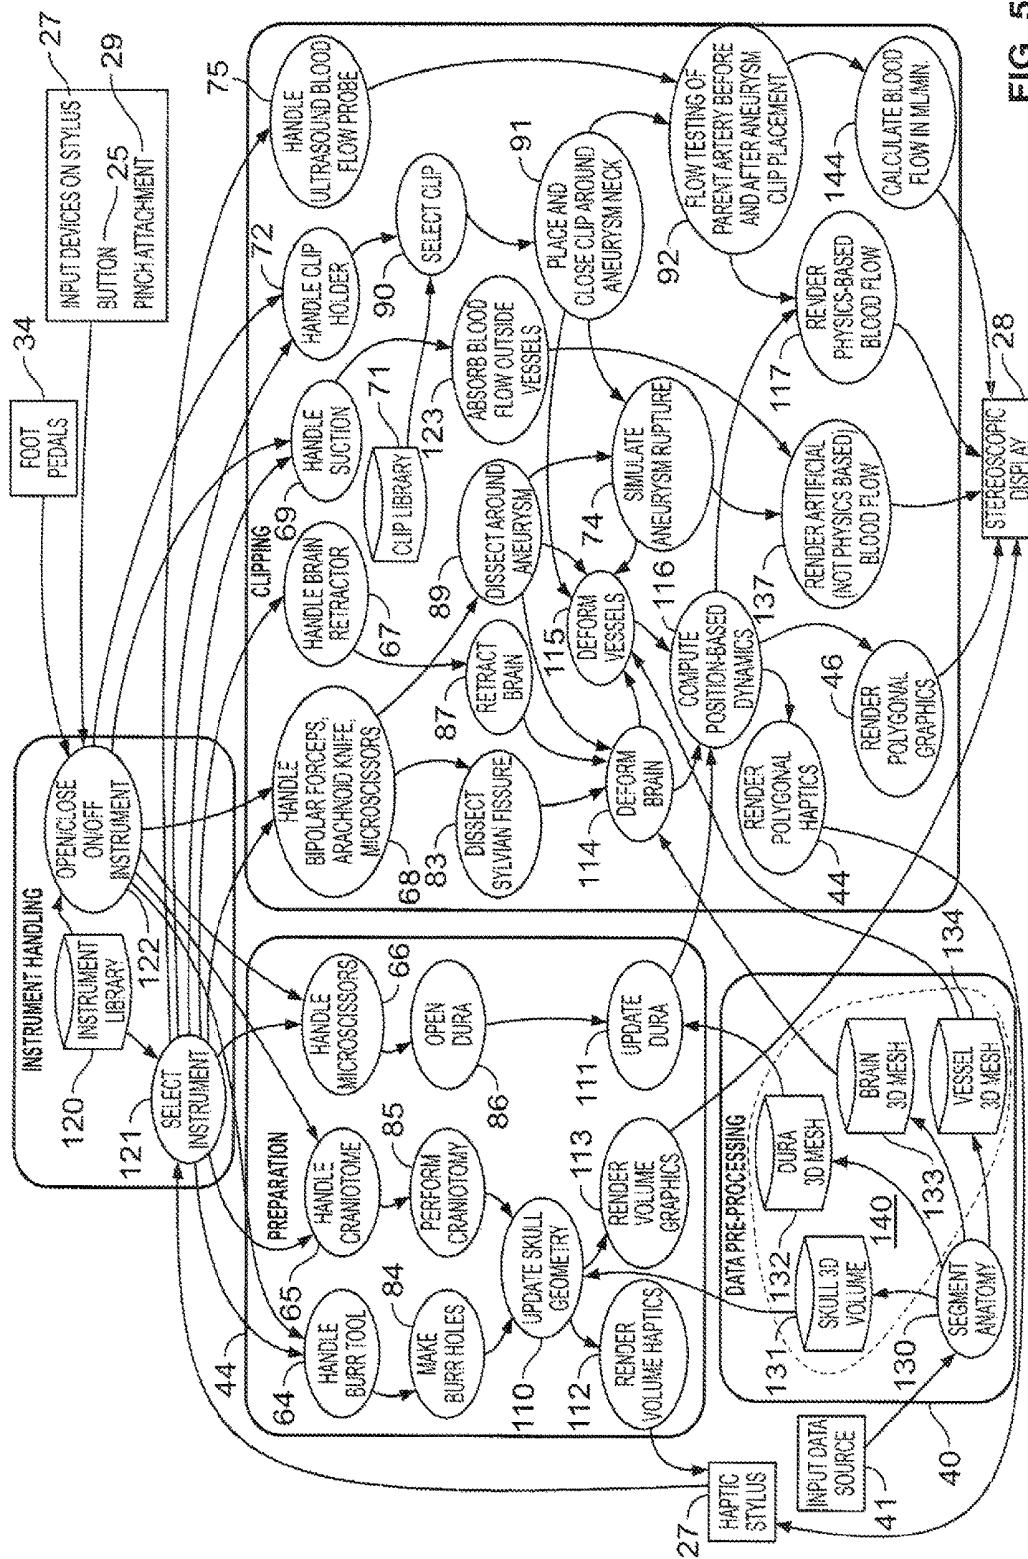 FIG. 5
INPUT DEVICES ON STYLUS
27
BUTTON
25
PINCH ATTACHMENT
29
34
FOOT
PEDALS
INSTRUMENT HANDLING
120
INSTRUMENT
LIBRARY
OPEN/CLOSE
ON/OFF
INSTRUMENT
122
121
SELECT
INSTRUMENT
44
PREPARATION
64
HANDLE
BURR TOOL
65
HANDLE
CRANIOTOME
HANDLE
MICROSCISSORS
66
84
MAKE
BURR HOLES
85
PERFORM
CRANIOTOMY
OPEN
DURA
86
UPDATE SKULL
GEOMETRY
110
112
RENDER
VOLUME HAPTICS
113
RENDER
VOLUME
GRAPHICS
111
UPDATE
DURA
CLIPPING
HANDLE
BIPOLAR FORCEPS,
ARACHNOID KNIFE,
MICROSCISSORS
68
HANDLE BRAIN
RETRACTOR
67
69
HANDLE
SUCTION
72
HANDLE CLIP
HOLDER
75
HANDLE
ULTRASOUND BLOOD
FLOW PROBE
71
CLIP LIBRARY
90
SELECT CLIP
83
DISSECT
SYLVIAN FISSURE
87
RETRACT
BRAIN
89
DISSECT AROUND
ANEURYSM
123
ABSORB BLOOD
FLOW OUTSIDE
VESSELS
91
PLACE AND
CLOSE CLIP AROUND
ANEURYSM NECK
114
DEFORM
BRAIN
115
DEFORM
VESSELS
74
SIMULATE
ANEURYSM RUPTURE
92
FLOW TESTING OF
PARENT ARTERY BEFORE
AND AFTER ANEURYSM
CLIP PLACEMENT
116
COMPUTE
POSITION-BASED
DYNAMICS
RENDER
POLYGONAL
HAPTICS
44
46
RENDER
POLYGONAL
GRAPHICS
137
RENDER ARTIFICIAL
(NOT PHYSICS BASED)
BLOOD FLOW
117
RENDER
PHYSICS-BASED
BLOOD FLOW
144
CALCULATE BLOOD
FLOW IN ML/MIN.
28
STEREOSCOPIC
DISPLAY
DATA PRE-PROCESSING
131
SKULL 3D
VOLUME
132
DURA
3D MESH
140
133
BRAIN
3D MESH
134
VESSEL
3D MESH
130
SEGMENT
ANATOMY
40
INPUT DATA
SOURCE
41
27
HAPTIC
STYLUS